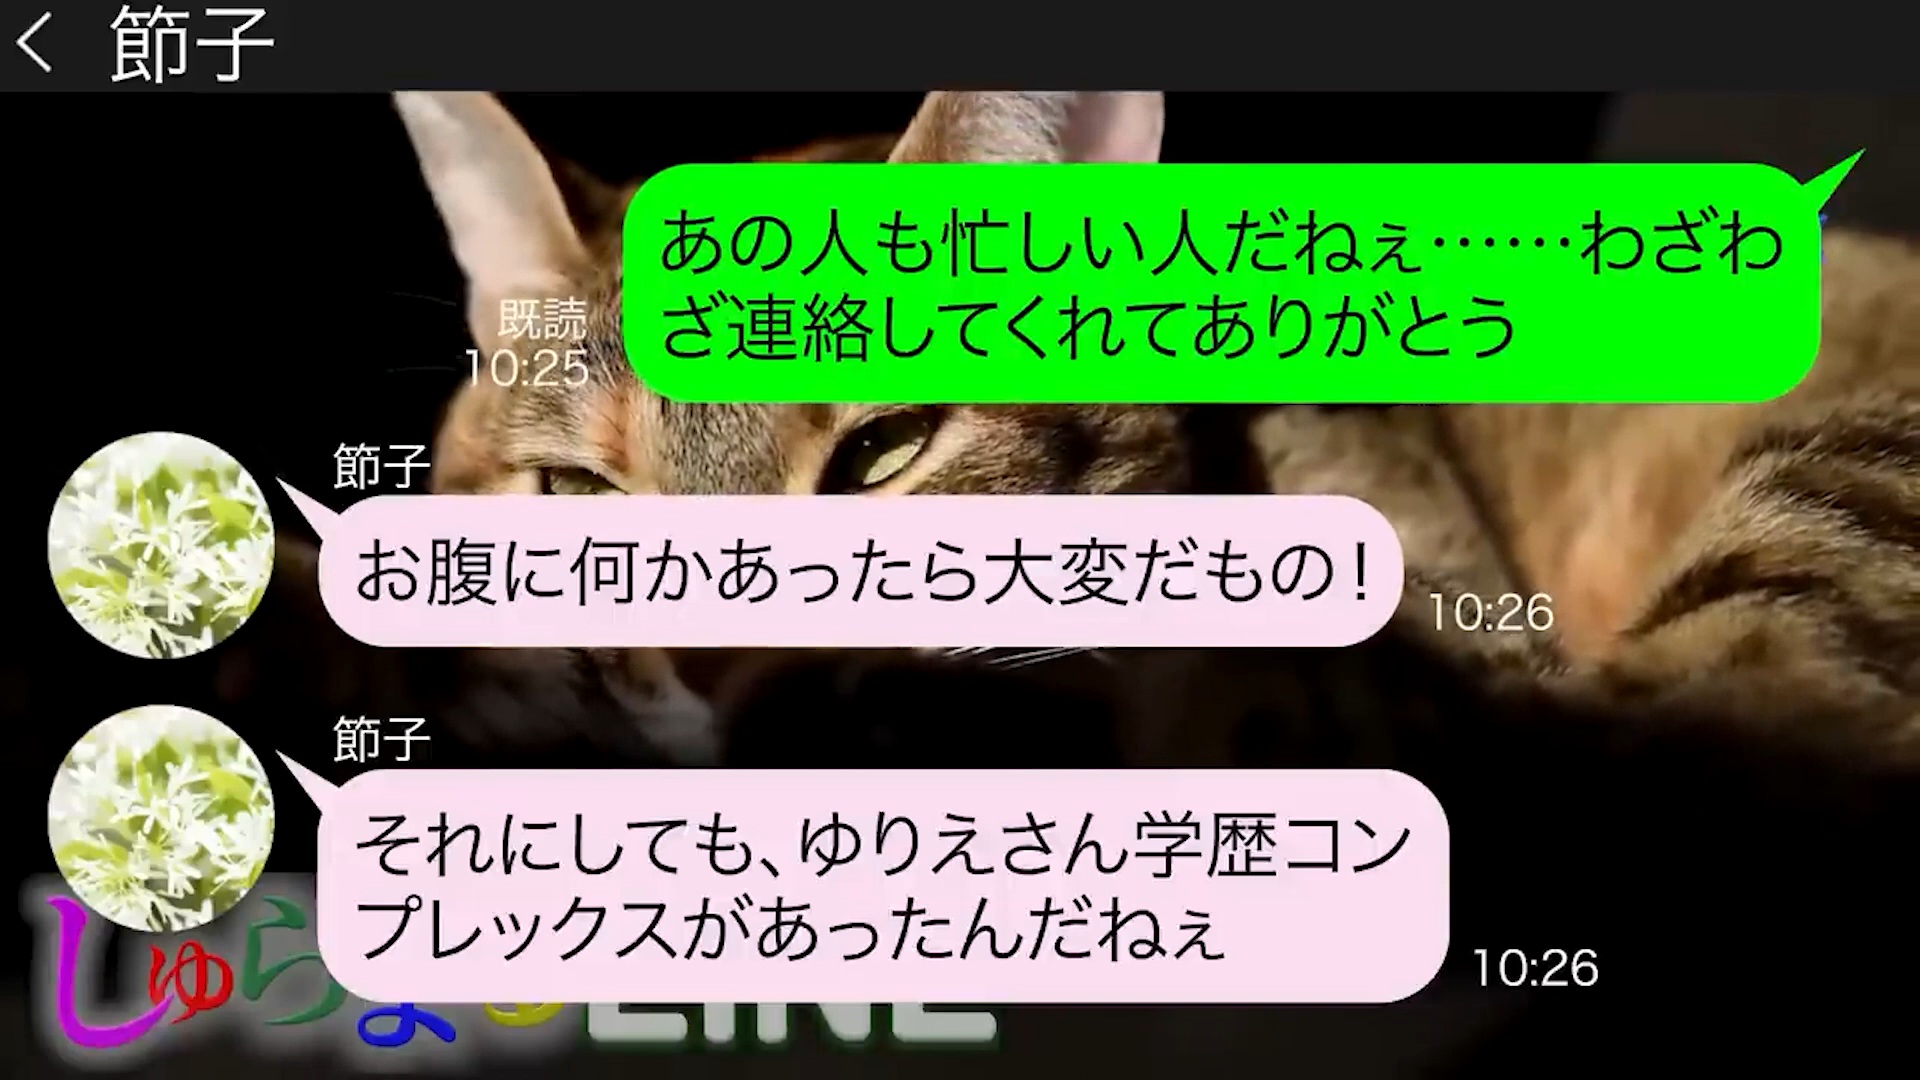 節子
あの人も忙しい人だねぇ……わざわ
ざ連絡してくれてありがとう
既読
10:25
節子
お腹に何かあったら大変だもの！
10:26
節子
それにしても、ゆりえさん学歴コン
プレックスがあったんだねぇ
10:26
しゅら
LINE